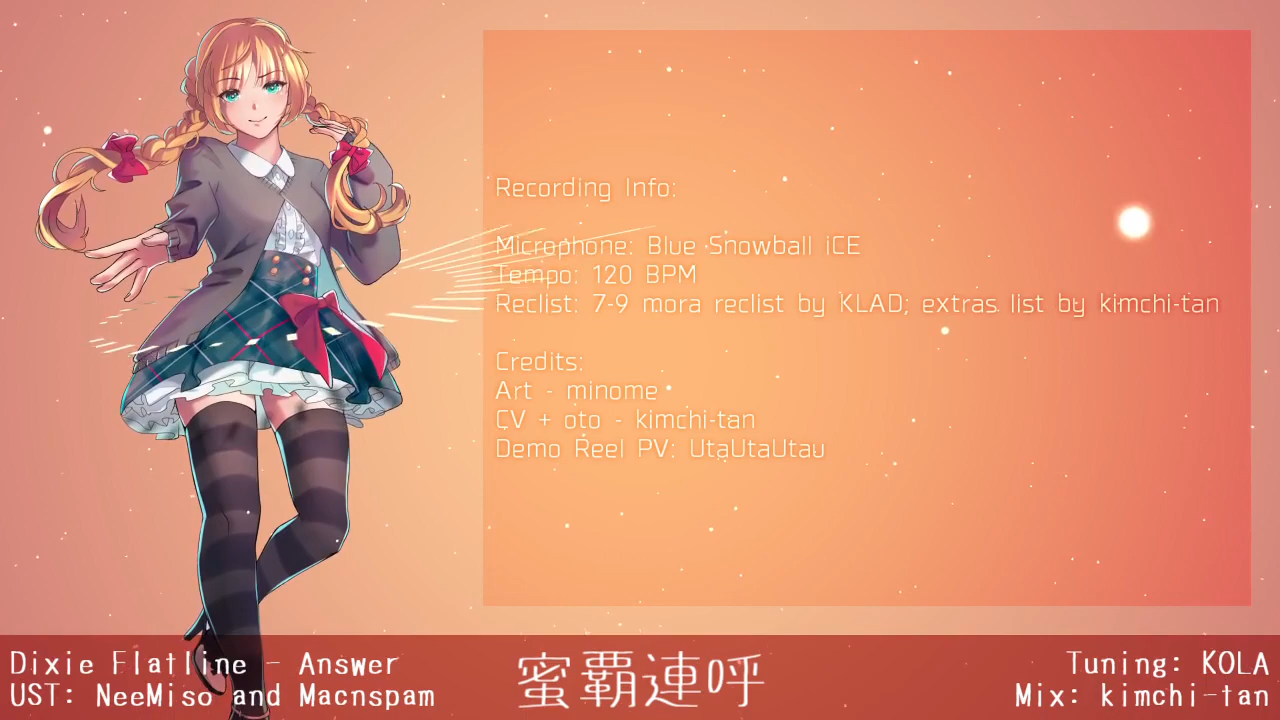 Recording Info:
Microphone: Blue Snowball iCE
Tempo: 120 BPM
Reclist: 7-9 mora reclist by KLAD; extras list by kimchi-tan
Credits:
Art - minome
CV + oto - kimchi-tan
Demo Reel PV: UtaUtaUtau
Dixie Flatline - Answer
UST: NeeMiso and Macnspam
蜜覇連呼
Tuning: KOLA
Mix: kimchi-tan